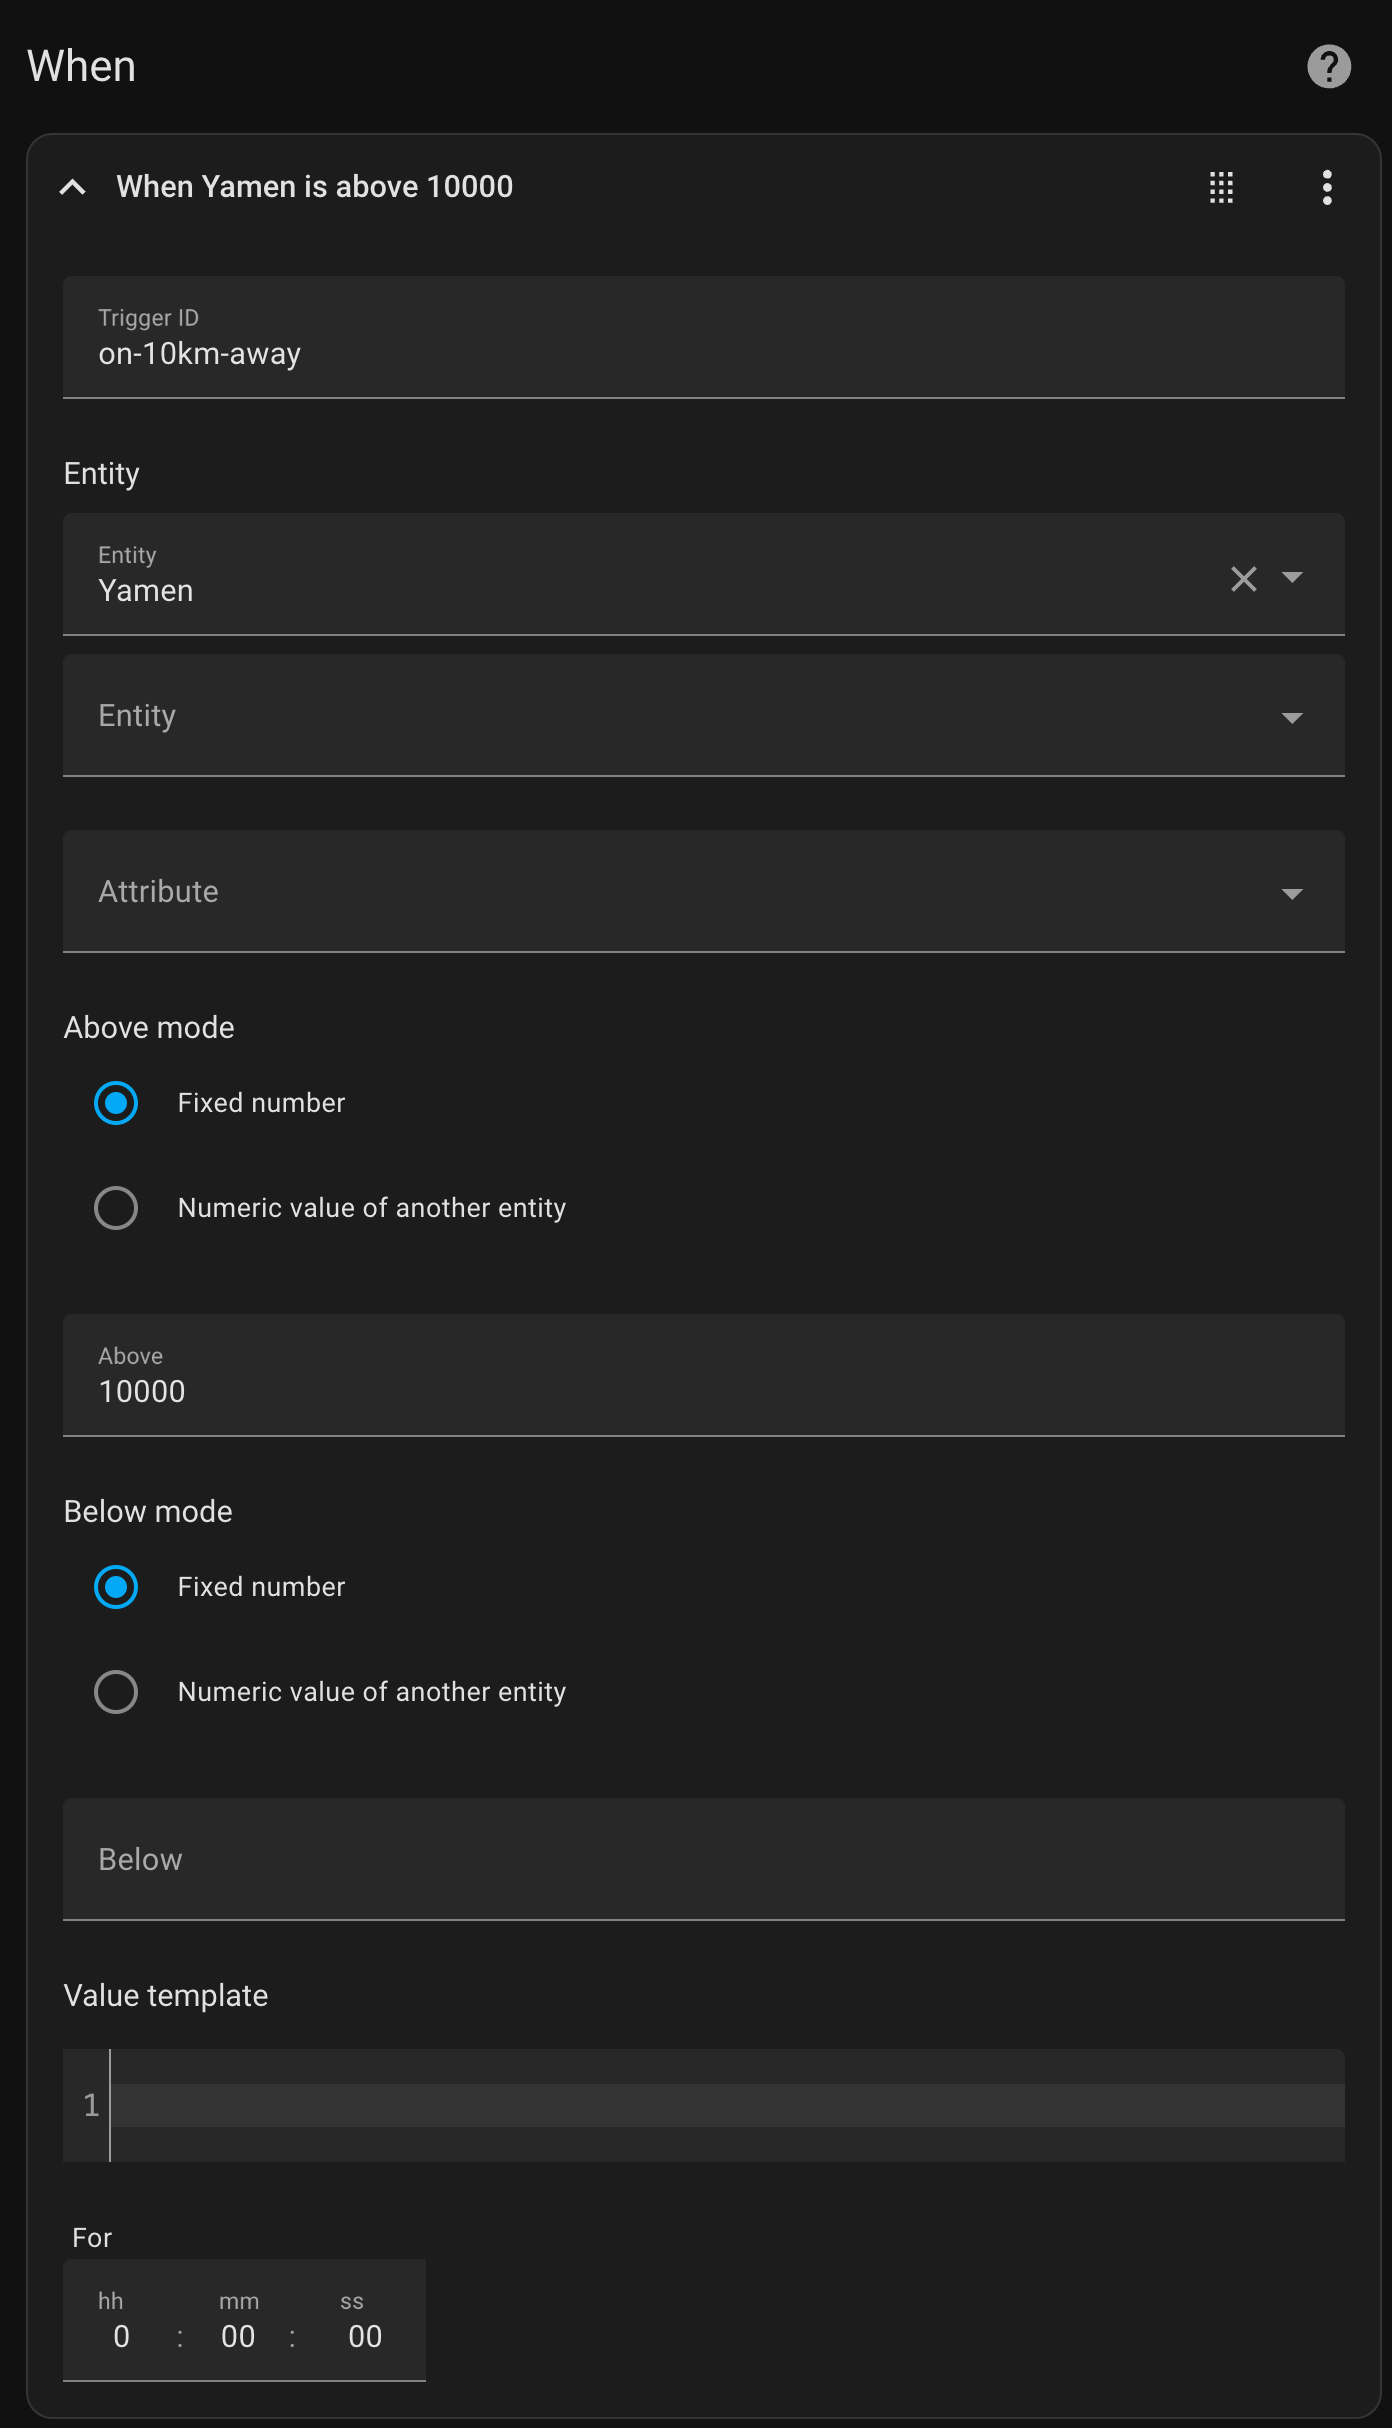 When
When Yamen is above 10000
Trigger ID
on-10km-away
Entity
Entity
Yamen
Entity
Attribute
Above mode
Fixed number
Numeric value of another entity
Above
10000
Below mode
Fixed number
Numeric value of another entity
Below
Value template
1
For
hh mm ss
0 : 00 : 00